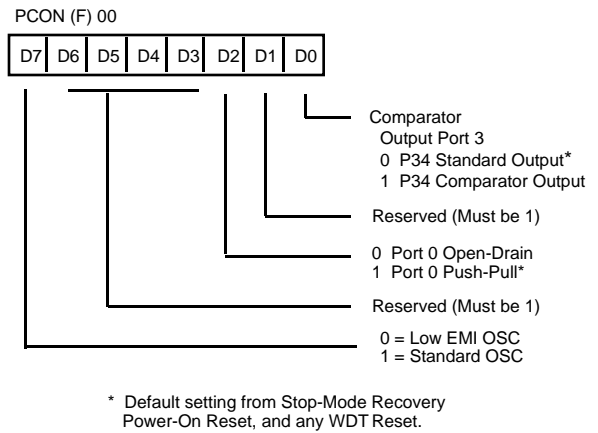 PCON (F) 00
D7 D6 D5 D4 D3 D2 D1 D0
Comparator
Output Port 3
0 P34 Standard Output*
1 P34 Comparator Output
Reserved (Must be 1)
0 Port 0 Open-Drain
1 Port 0 Push-Pull*
Reserved (Must be 1)
0 = Low EMI OSC
1 = Standard OSC
* Default setting from Stop-Mode Recovery
Power-On Reset, and any WDT Reset.